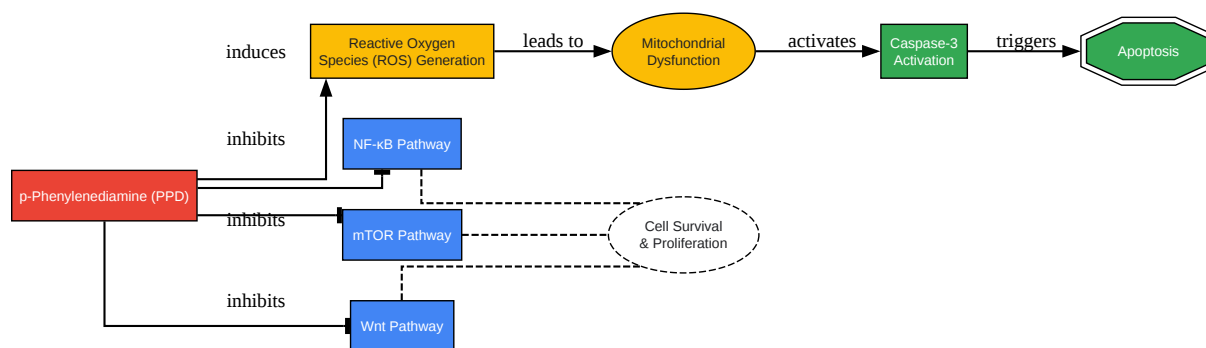 induces
Reactive Oxygen
Species (ROS) Generation
leads to
Mitochondrial
Dysfunction
activates
Caspase-3
Activation
triggers
Apoptosis
inhibits
NF-κB Pathway
p-Phenylenediamine (PPD)
inhibits
mTOR Pathway
Cell Survival
& Proliferation
inhibits
Wnt Pathway